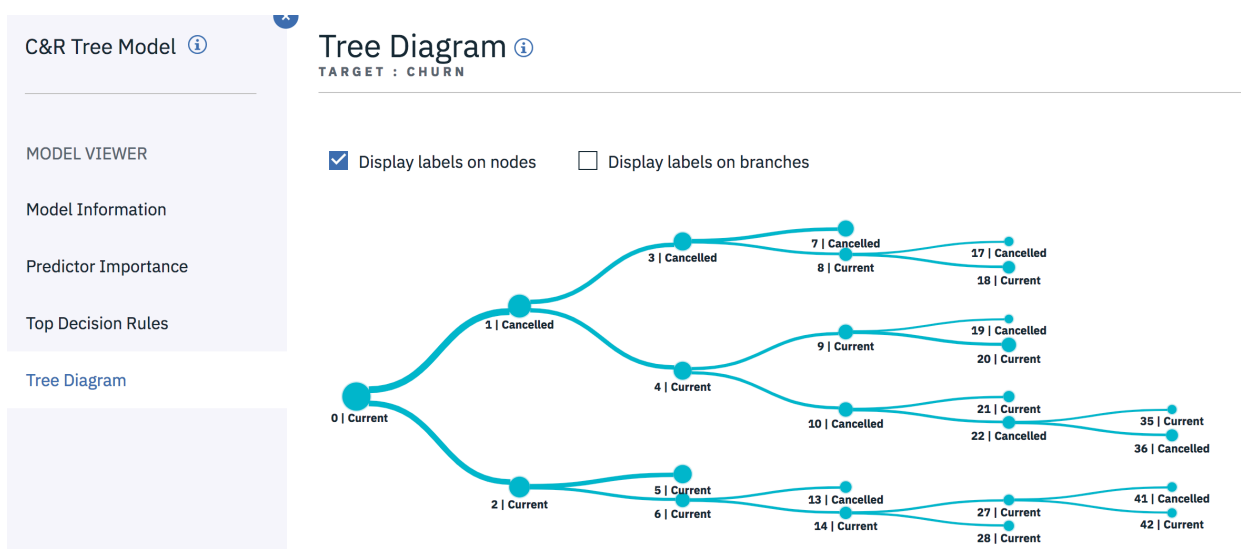 C&R Tree Model
MODEL VIEWER
Model Information
Predictor Importance
Top Decision Rules
Tree Diagram
Tree Diagram
TARGET : CHURN
Display labels on nodes
Display labels on branches
0 | Current
1 | Cancelled
2 | Current
3 | Cancelled
4 | Current
5 | Current
6 | Current
7 | Cancelled
8 | Current
9 | Current
10 | Cancelled
13 | Cancelled
14 | Current
17 | Cancelled
18 | Current
19 | Cancelled
20 | Current
21 | Current
22 | Cancelled
27 | Current
28 | Current
35 | Current
36 | Cancelled
41 | Cancelled
42 | Current